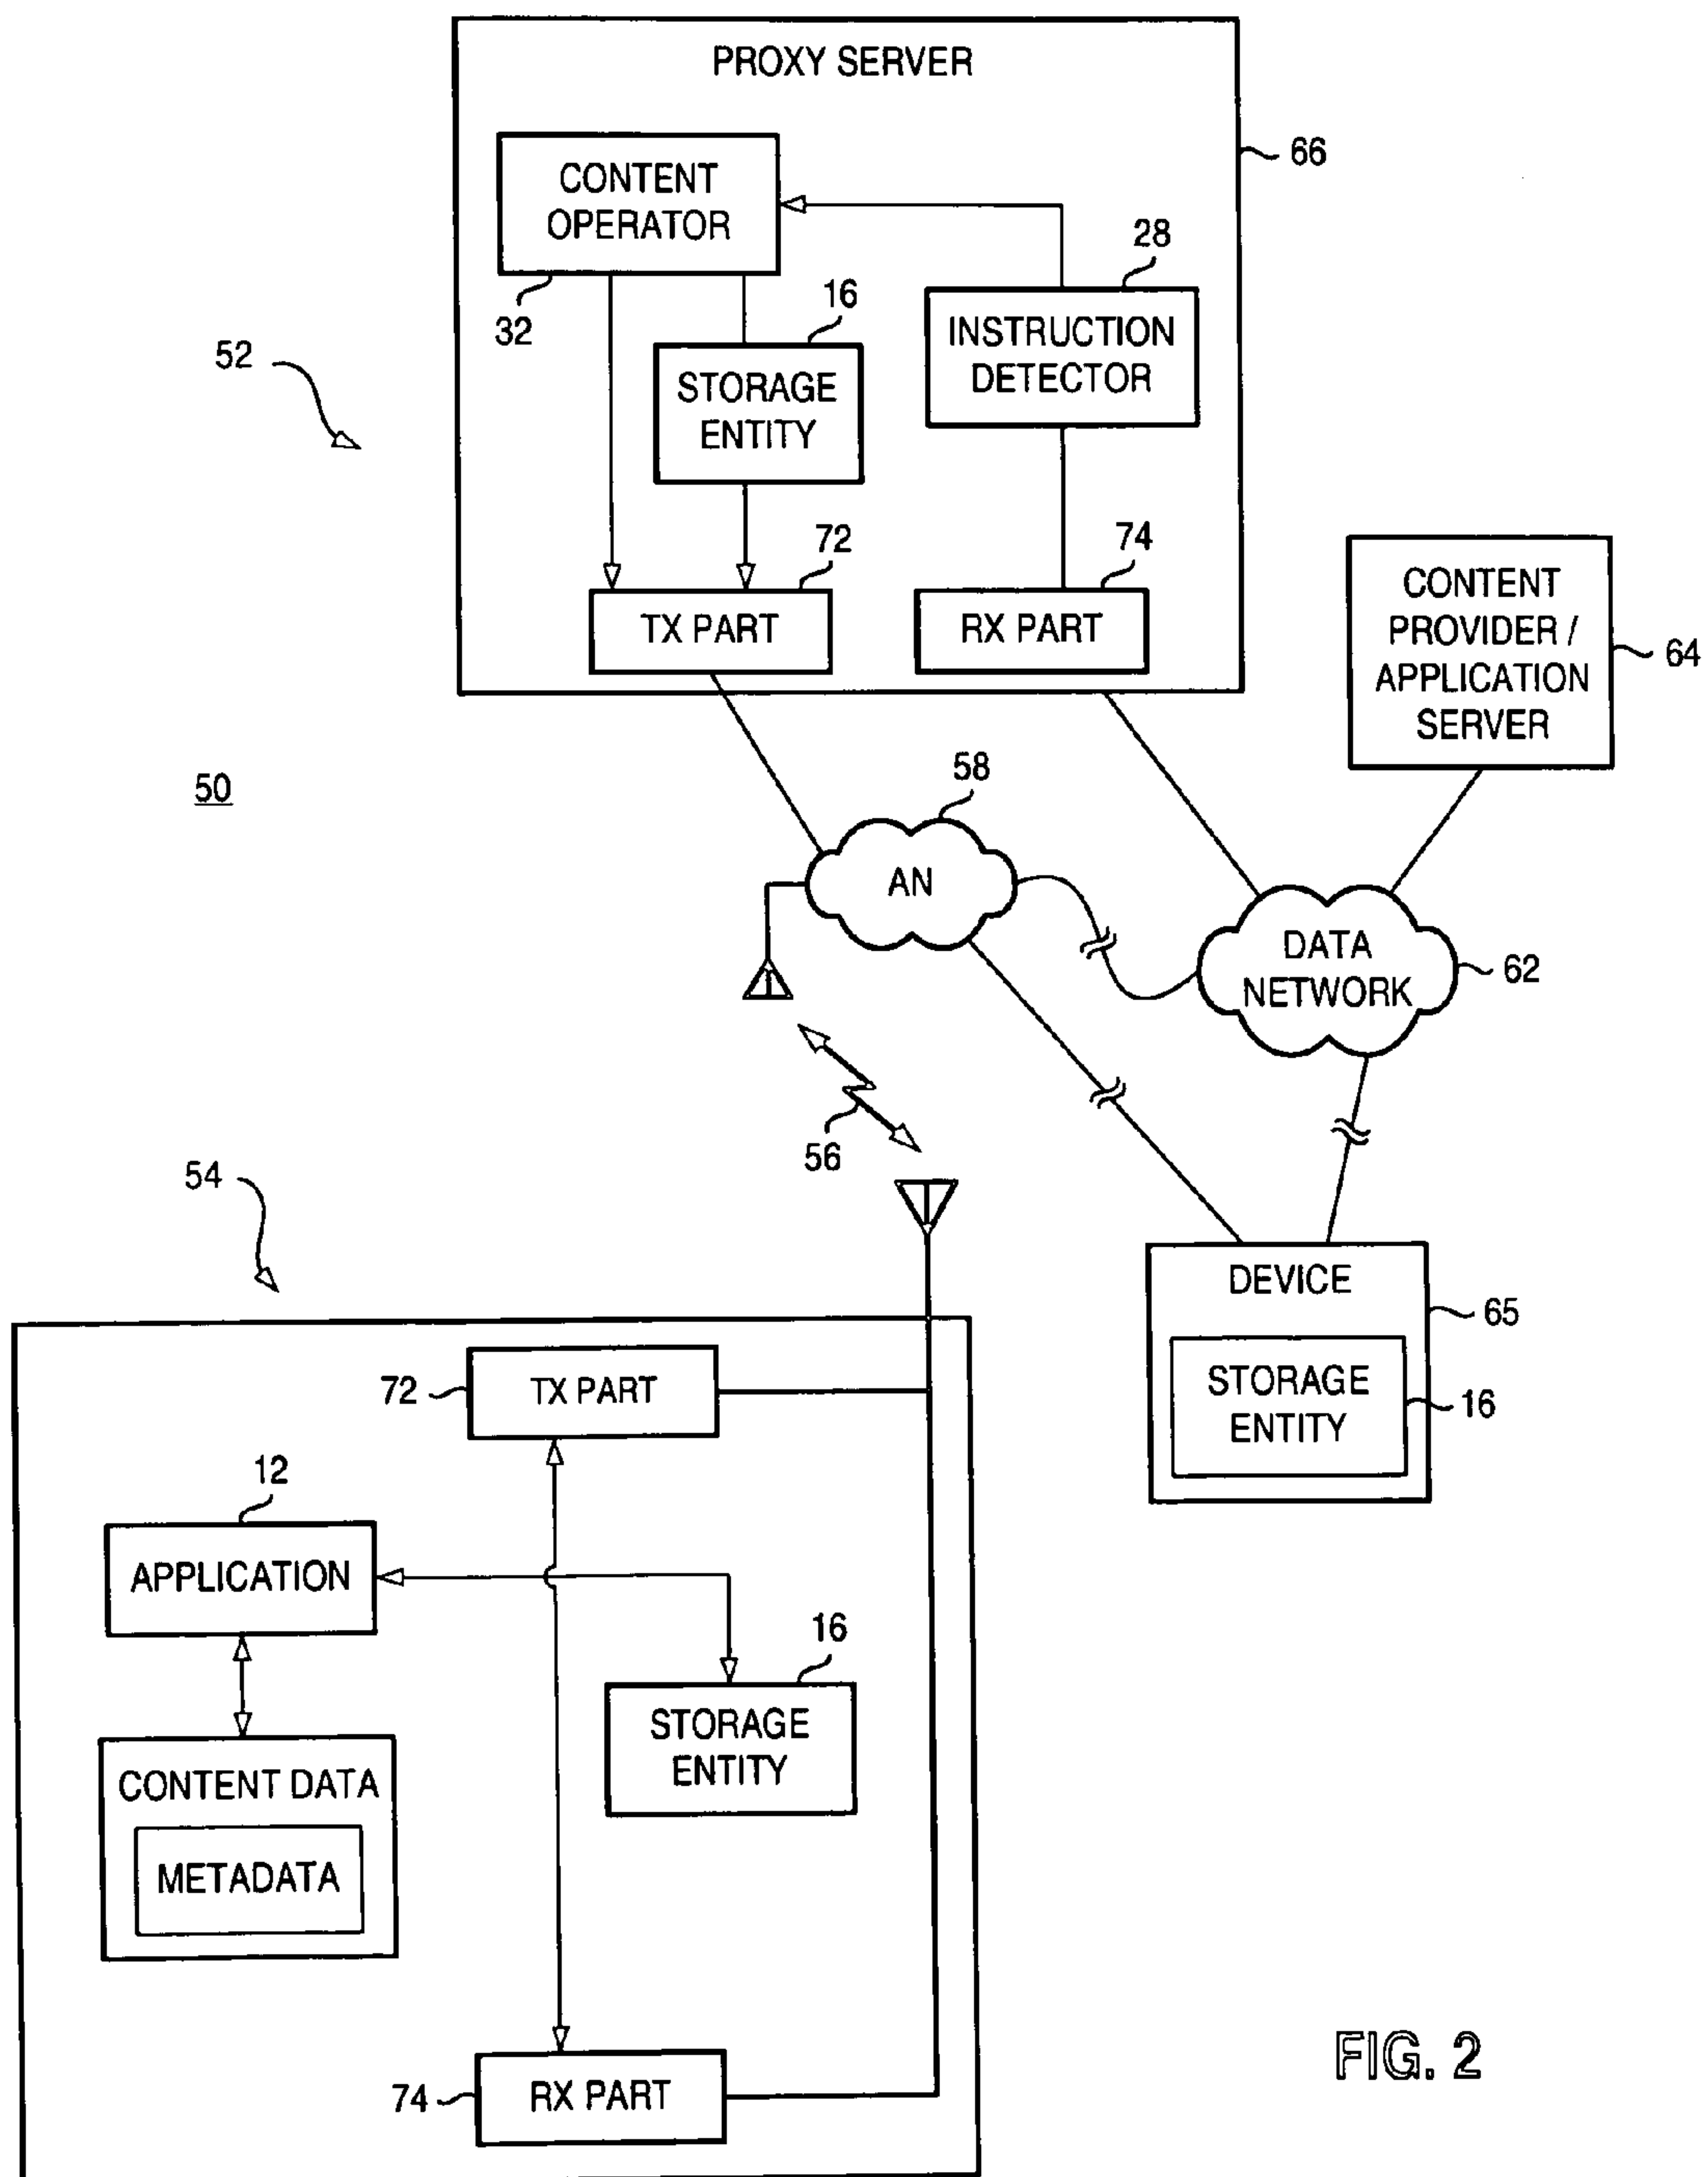 PROXY SERVER
66
CONTENT
OPERATOR
32
28
16
INSTRUCTION
DETECTOR
STORAGE
ENTITY
52
72
TX PART
74
RX PART
CONTENT
PROVIDER /
APPLICATION
SERVER
64
50
58
AN
DATA
NETWORK
62
56
54
DEVICE
65
STORAGE
ENTITY
16
72
TX PART
12
APPLICATION
16
STORAGE
ENTITY
CONTENT DATA
METADATA
74
RX PART
FIG. 2